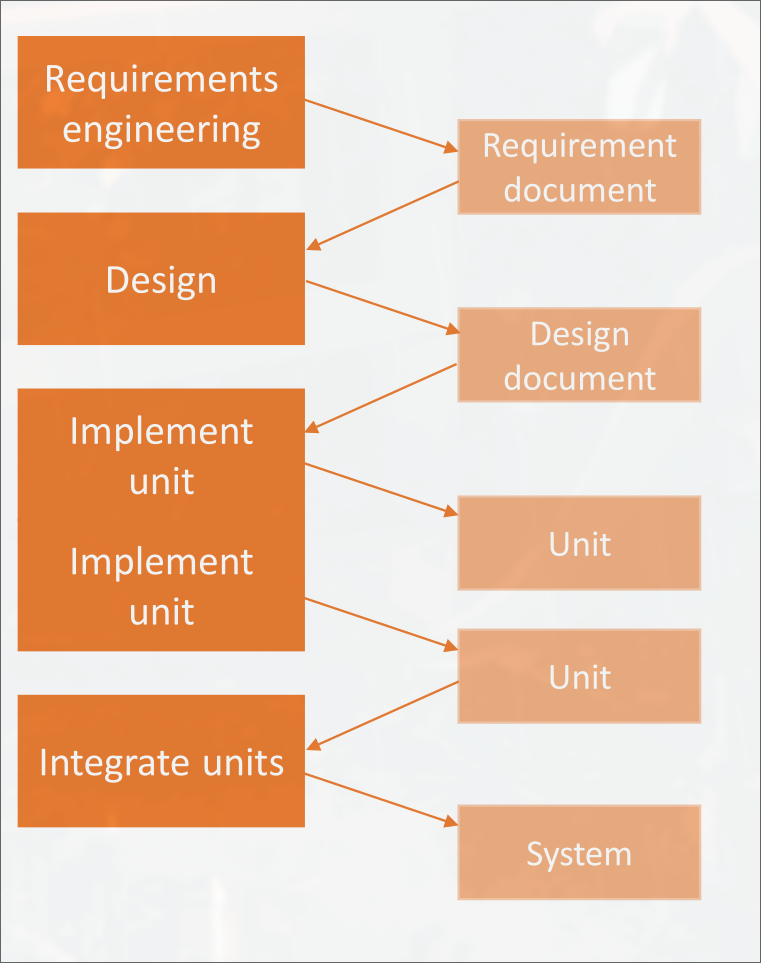 Requirements
engineering
Requirement
document
Design
Design
document
Implement
unit
Unit
Implement
unit
Unit
Integrate units
System